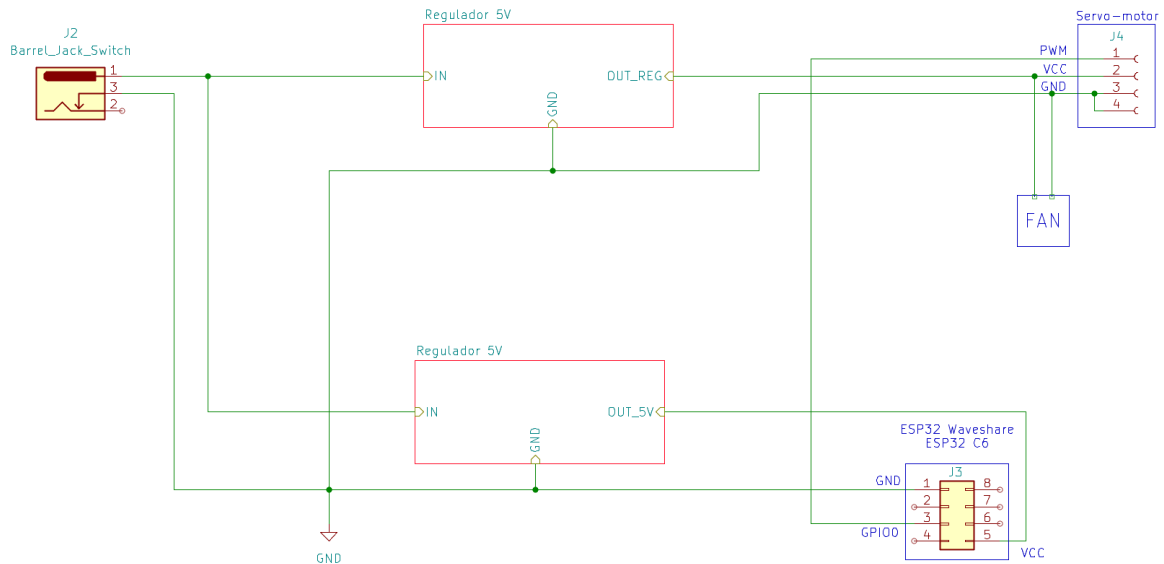 J2
Barrel_Jack_Switch
1
3
2
Regulador 5V
IN
OUT_REG
GND
Servo-motor
J4
PWM
1
VCC
2
GND
3
4
FAN
Regulador 5V
IN
OUT_5V
GND
GND
ESP32 Waveshare
ESP32 C6
J3
GND
1
8
2
7
3
6
GPIO0
4
5
VCC